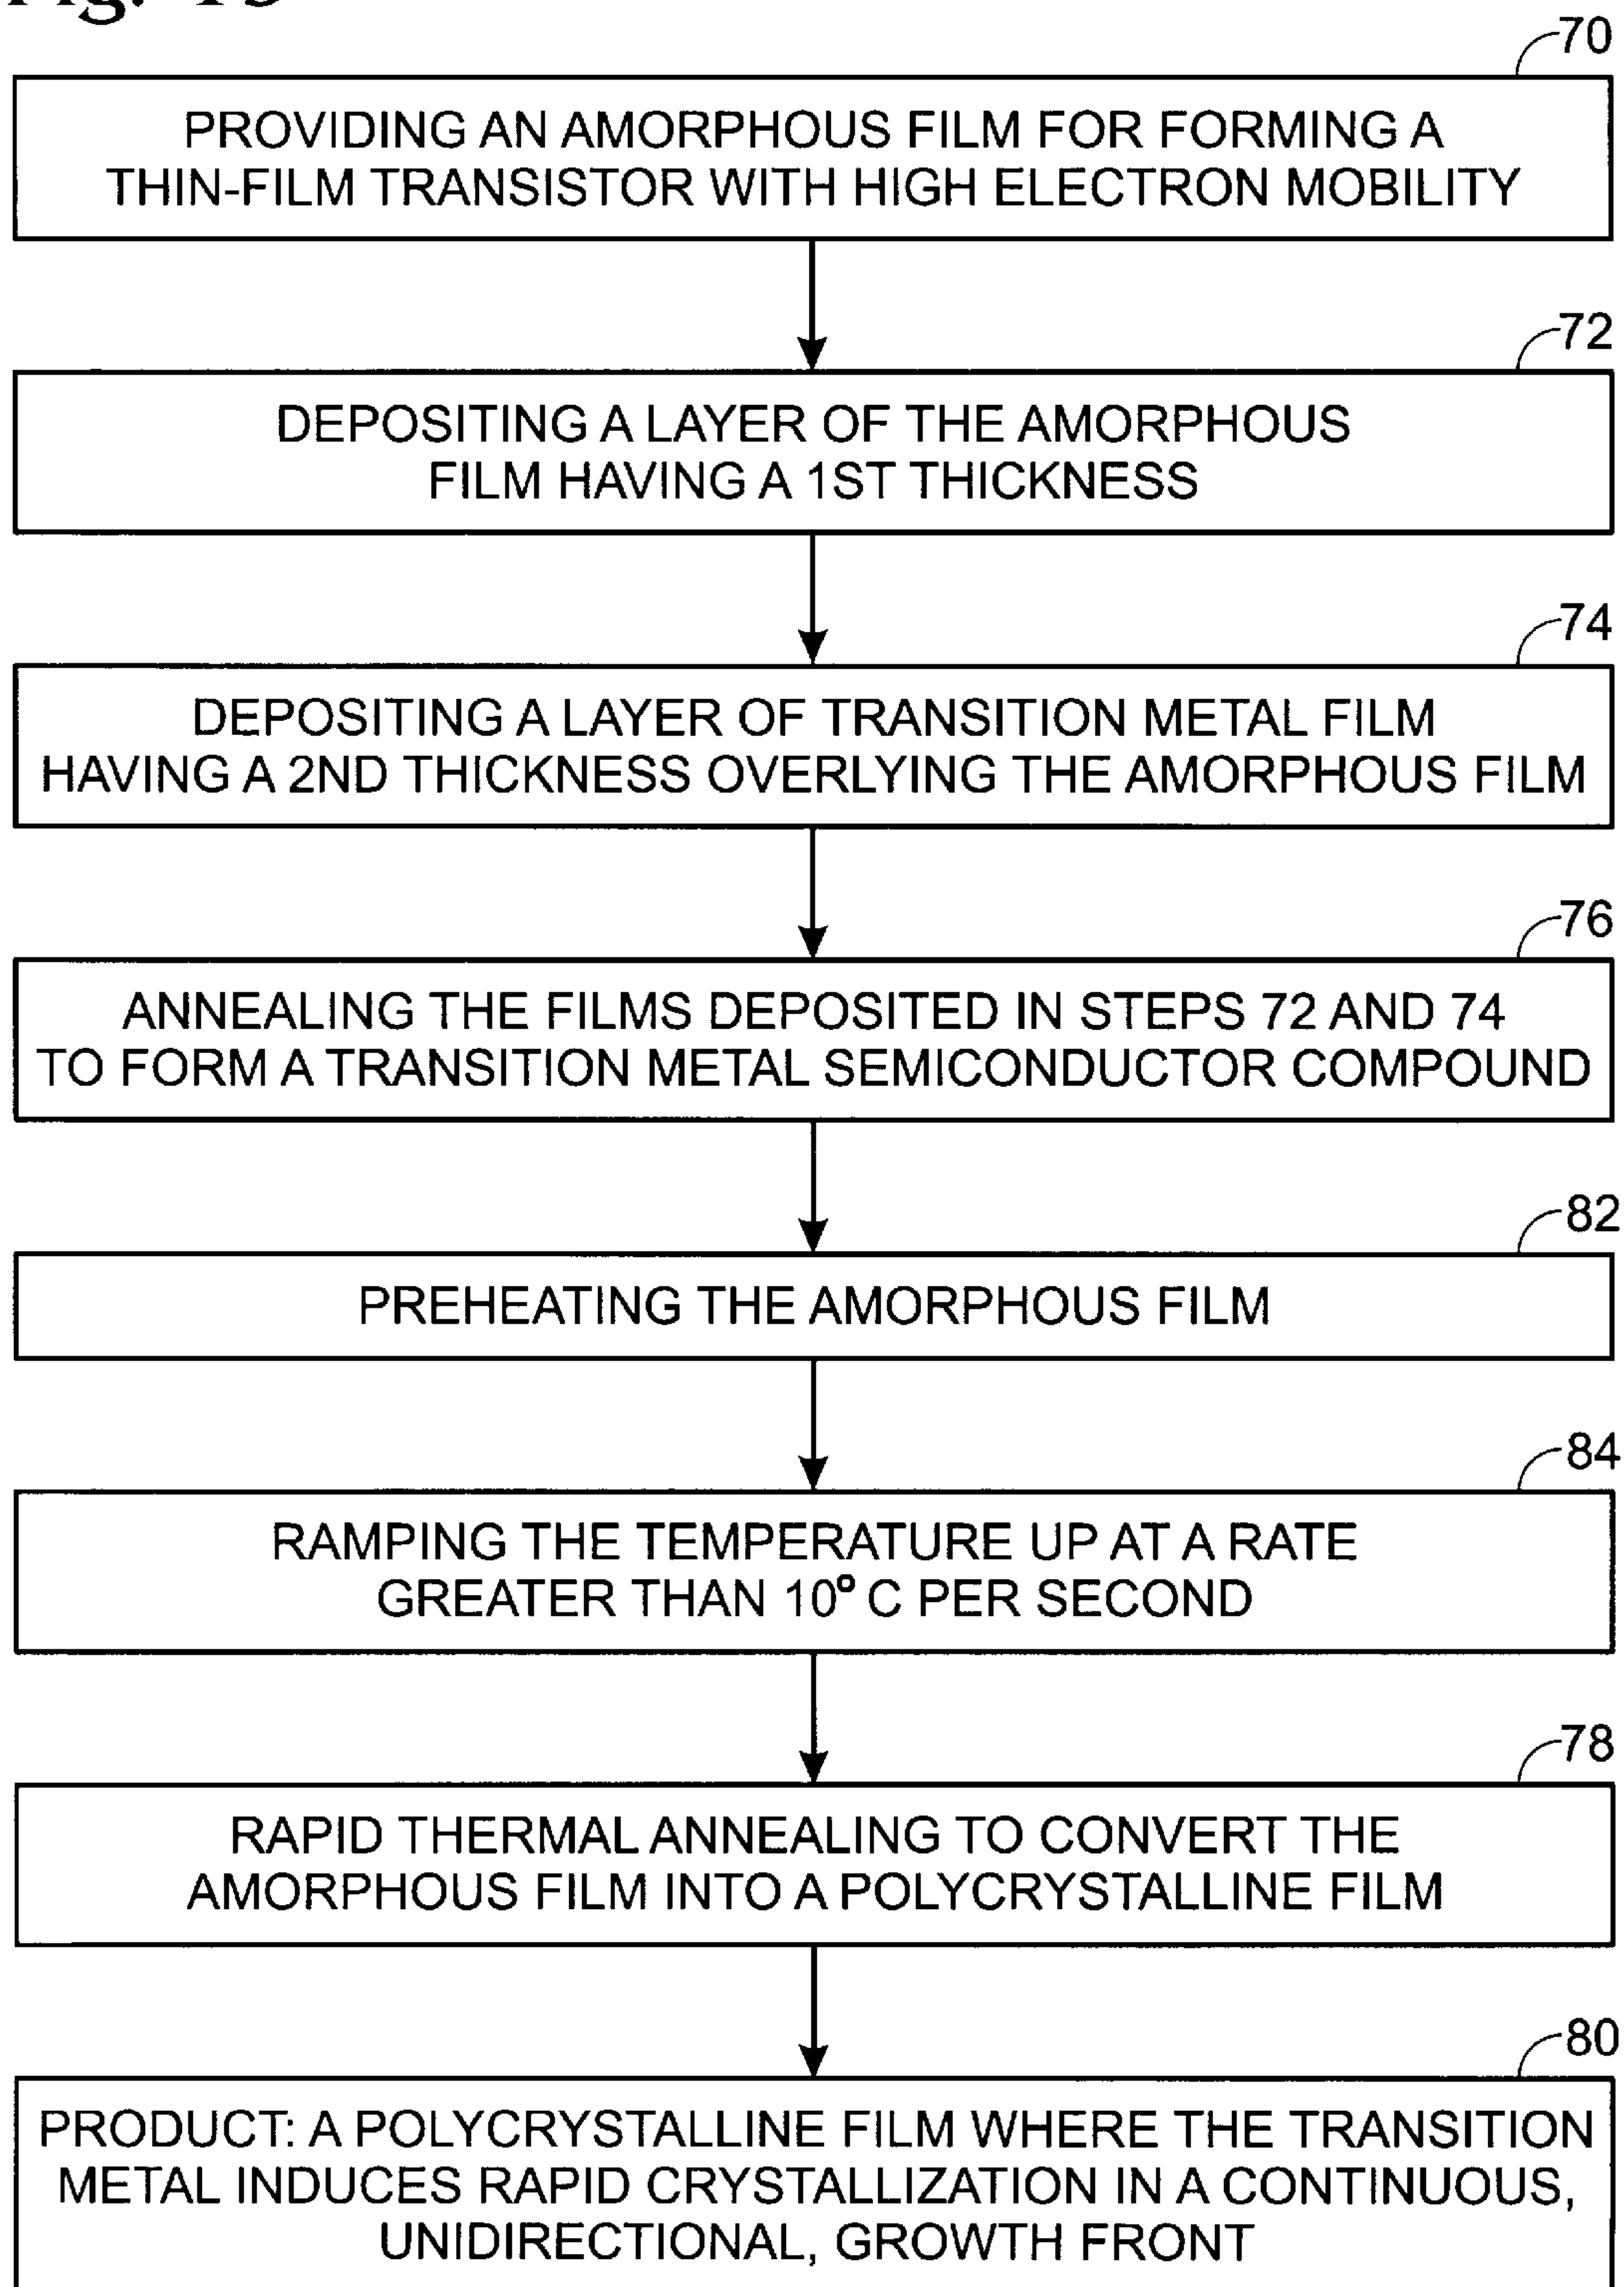 70
PROVIDING AN AMORPHOUS FILM FOR FORMING A
THIN-FILM TRANSISTOR WITH HIGH ELECTRON MOBILITY
72
DEPOSITING A LAYER OF THE AMORPHOUS
FILM HAVING A 1ST THICKNESS
74
DEPOSITING A LAYER OF TRANSITION METAL FILM
HAVING A 2ND THICKNESS OVERLYING THE AMORPHOUS FILM
76
ANNEALING THE FILMS DEPOSITED IN STEPS 72 AND 74
TO FORM A TRANSITION METAL SEMICONDUCTOR COMPOUND
82
PREHEATING THE AMORPHOUS FILM
84
RAMPING THE TEMPERATURE UP AT A RATE
GREATER THAN 10° C PER SECOND
78
RAPID THERMAL ANNEALING TO CONVERT THE
AMORPHOUS FILM INTO A POLYCRYSTALLINE FILM
80
PRODUCT: A POLYCRYSTALLINE FILM WHERE THE TRANSITION
METAL INDUCES RAPID CRYSTALLIZATION IN A CONTINUOUS,
UNIDIRECTIONAL, GROWTH FRONT